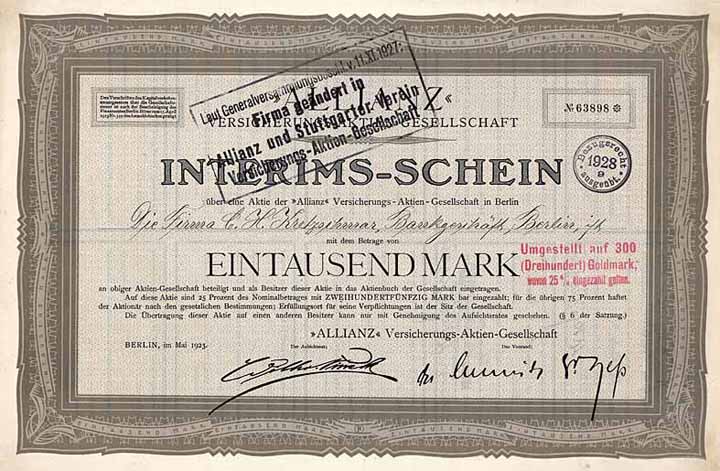 EINTAUSEND MARK
Laut Generalversammlungsbeschl. v. 11.XI.1927:
Firma geändert in
Allianz und Stuttgarter Verein
Versicherungs-Aktien-Gesellschaft
»ALLIANZ«
VERSICHERUNGS-AKTIEN-GESELLSCHAFT
№ 63898
INTERIMS-SCHEIN
Bezugsrecht
1928
ausgeübt.
über eine Aktie der »Allianz« Versicherungs-Aktien-Gesellschaft in Berlin
Die Firma C. H. Kretzschmar, Bankgeschäft, Berlin, ist
mit dem Betrage von
EINTAUSEND MARK
Umgestellt auf 300
(Dreihundert) Goldmark,
wovon 25% eingezahlt gelten.
an obiger Aktien-Gesellschaft beteiligt und als Besitzer dieser Aktie in das Aktienbuch der Gesellschaft eingetragen.
Auf diese Aktie sind 25 Prozent des Nominalbetrages mit ZWEIHUNDERTFÜNFZIG MARK bar eingezahlt; für die übrigen 75 Prozent haftet
der Aktionär nach den gesetzlichen Bestimmungen; Erfüllungsort für seine Verpflichtungen ist der Sitz der Gesellschaft.
Die Übertragung dieser Aktie auf einen anderen Besitzer kann nur mit Genehmigung des Aufsichtsrates geschehen. (§ 6 der Satzung.)
»ALLIANZ« Versicherungs-Aktien-Gesellschaft
BERLIN, im Mai 1923.
Der Aufsichtsrat:
Der Vorstand: